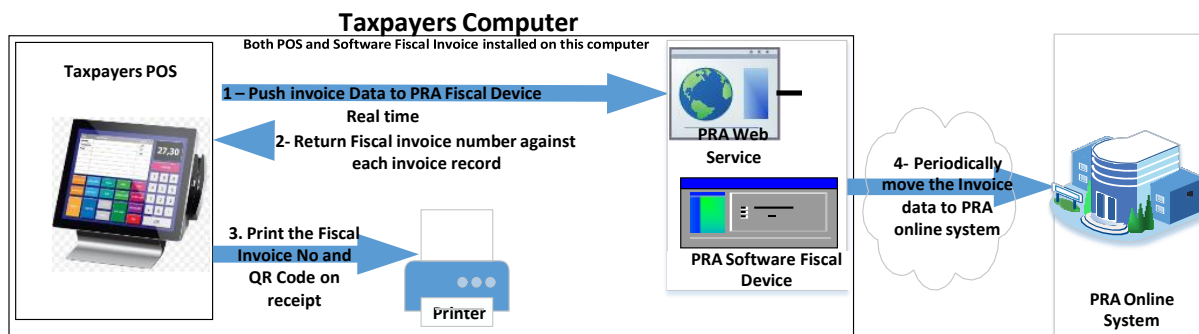 Taxpayers Computer
Both POS and Software Fiscal Invoice installed on this computer
Taxpayers POS
27,30
1 – Push invoice Data to PRA Fiscal Device
Real time
2- Return Fiscal invoice number against
each invoice record
3. Print the Fiscal
Invoice No and
QR Code on
receipt
Printer
PRA Web
Service
PRA Software Fiscal
Device
4- Periodically
move the Invoice
data to PRA
online system
PRA Online
System